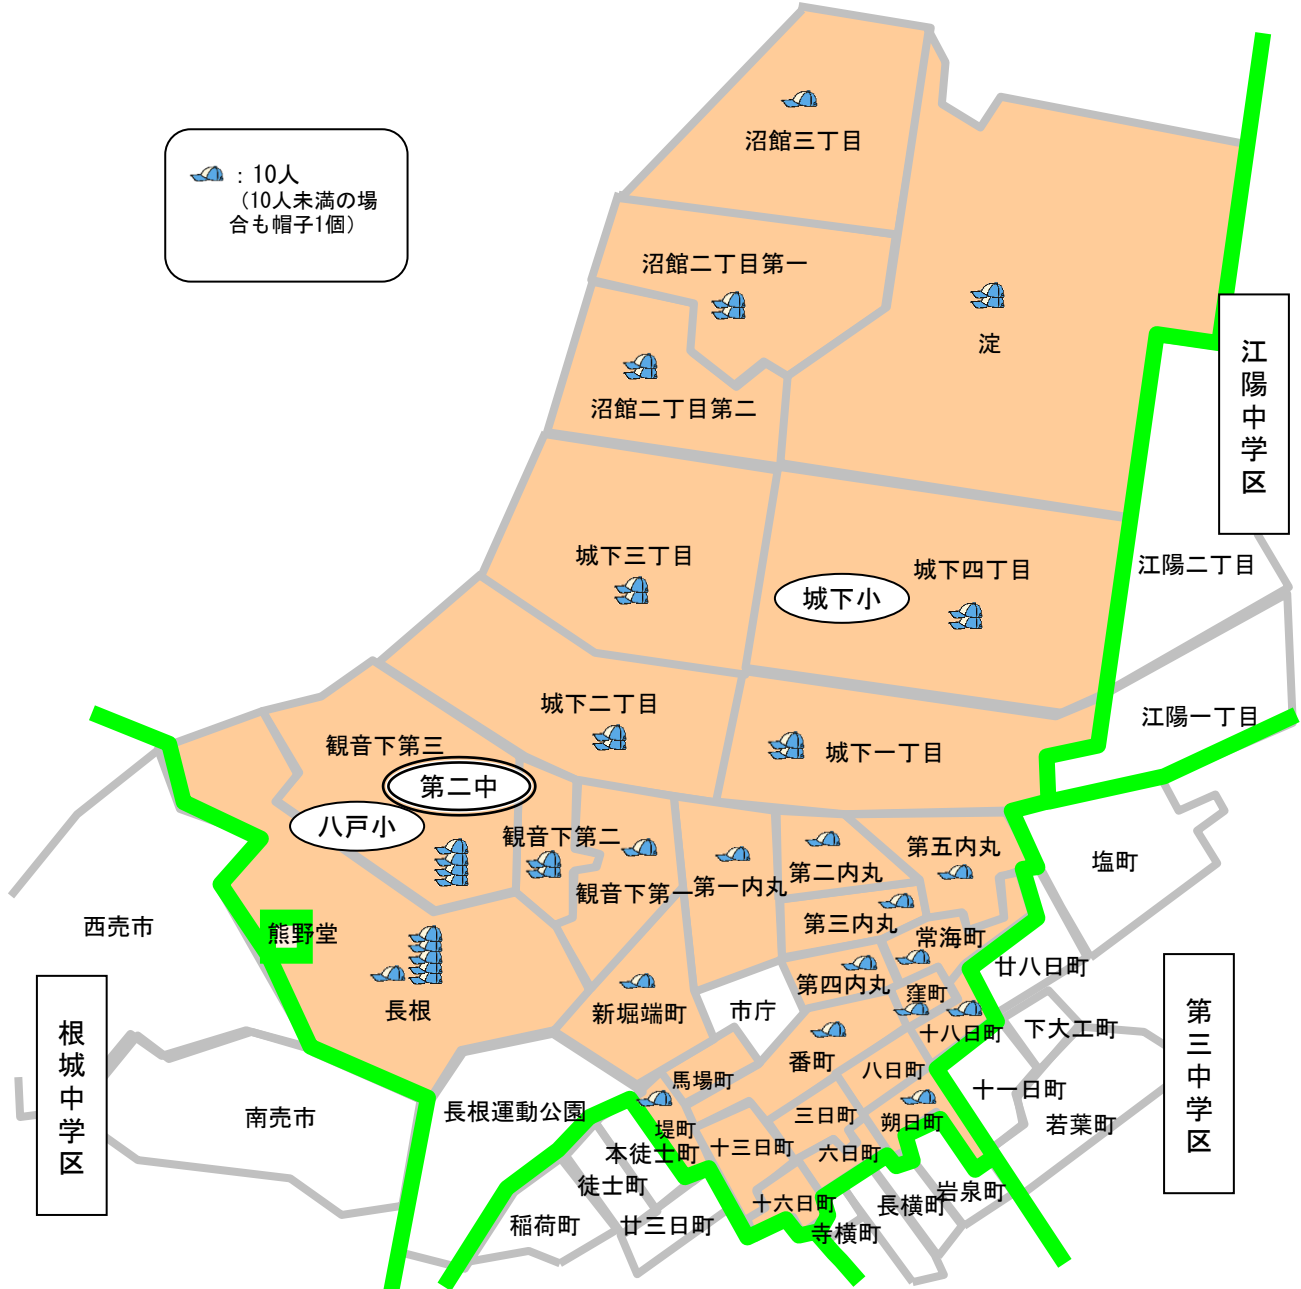 沼館三丁目
：10人
（10人未満の場
合も帽子1個）
沼館二丁目第一
淀
沼館二丁目第二
江陽中学区
城下三丁目
城下四丁目
城下小
江陽二丁目
城下二丁目
江陽一丁目
観音下第三
城下一丁目
第二中
八戸小
観音下第二
第二内丸
第五内丸
塩町
観音下第一
第一内丸
西売市
熊野堂
第三内丸
常海町
廿八日町
第四内丸
窪町
長根
新堀端町
市庁
十八日町
下大工町
根城中学区
第三中学区
番町
八日町
馬場町
十一日町
南売市
長根運動公園
堤町
三日町
朔日町
若葉町
本徒士町
十三日町
六日町
徒士町
岩泉町
十六日町
長横町
稲荷町
廿三日町
寺横町